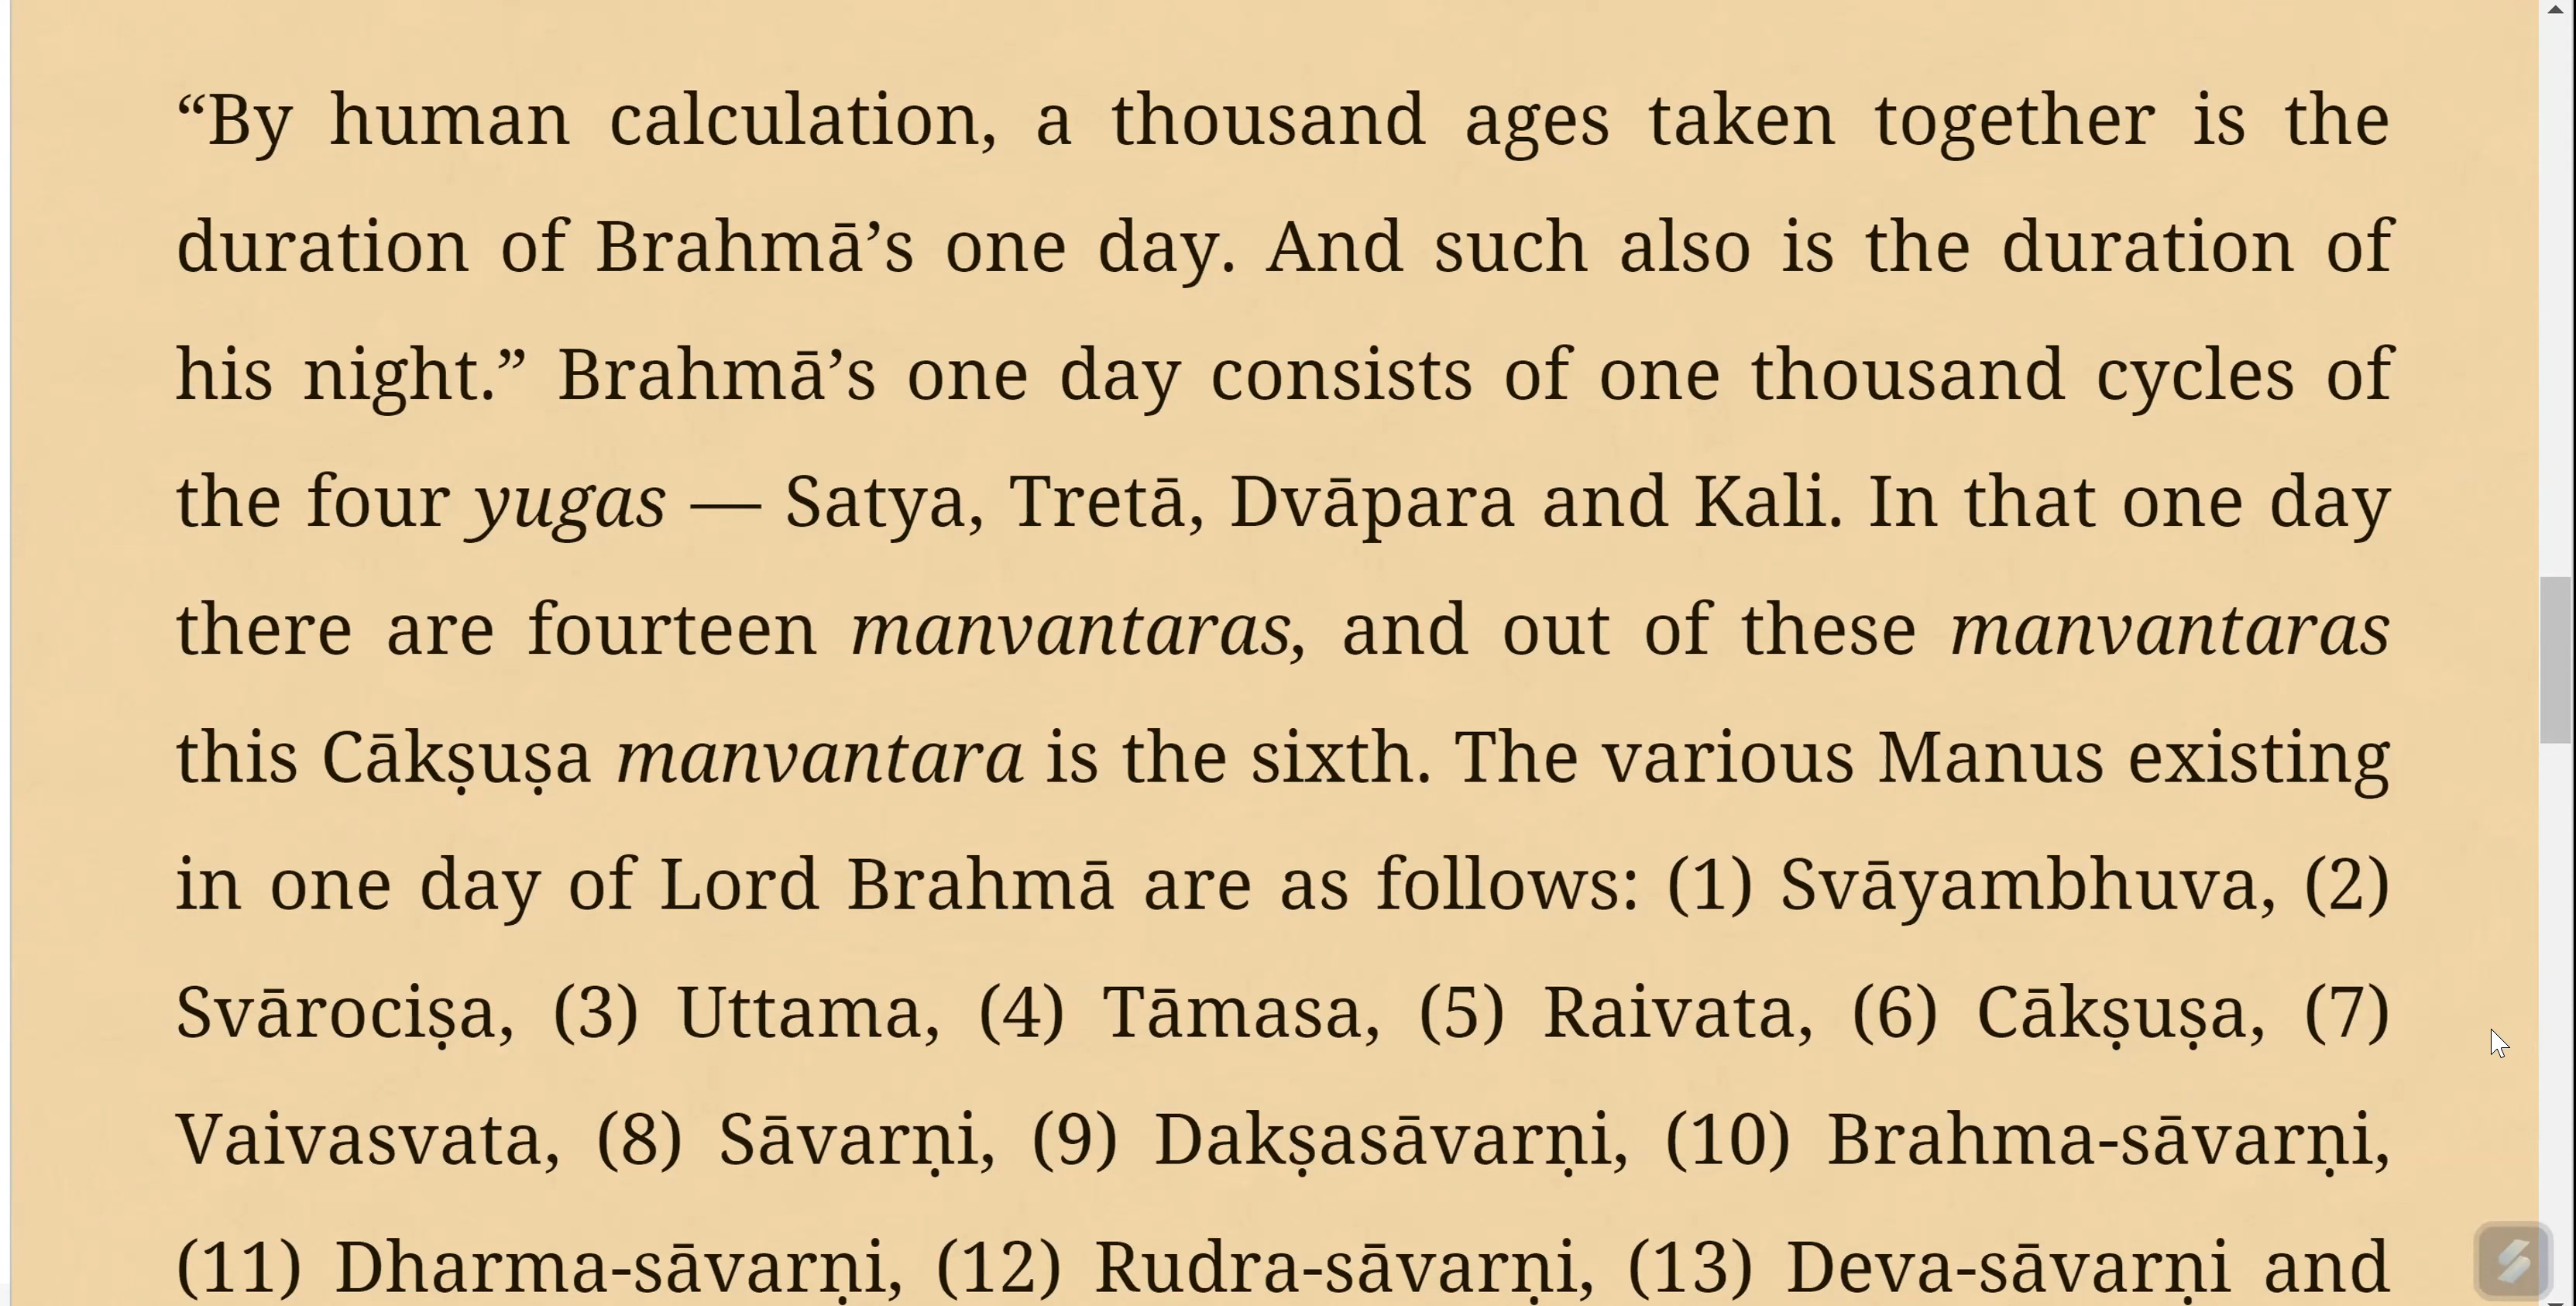 “By human calculation, a thousand ages taken together is the
duration of Brahmā’s one day. And such also is the duration of
his night.” Brahmā’s one day consists of one thousand cycles of
the four yugas — Satya, Tretā, Dvāpara and Kali. In that one day
there are fourteen manvantaras, and out of these manvantaras
this Cākṣuṣa manvantara is the sixth. The various Manus existing
in one day of Lord Brahmā are as follows: (1) Svāyambhuva, (2)
Svārociṣa, (3) Uttama, (4) Tāmasa, (5) Raivata, (6) Cākṣuṣa, (7)
Vaivasvata, (8) Sāvarṇi, (9) Dakṣasāvarṇi, (10) Brahma-sāvarṇi,
(11) Dharma-sāvarṇi, (12) Rudra-sāvarṇi, (13) Deva-sāvarṇi and